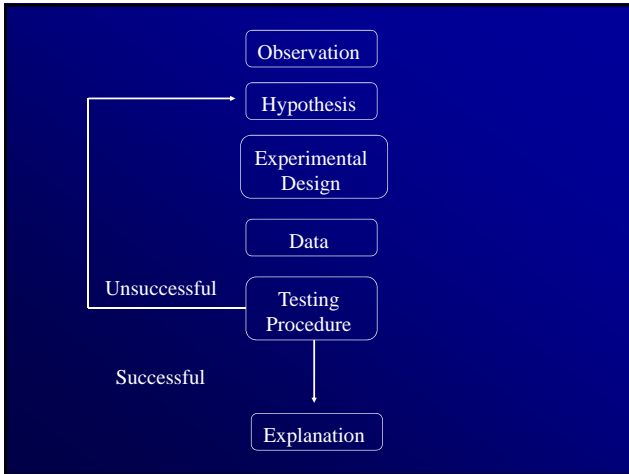 Observation
Hypothesis
Experimental
Design
Data
Unsuccessful
Testing
Procedure
Successful
Explanation